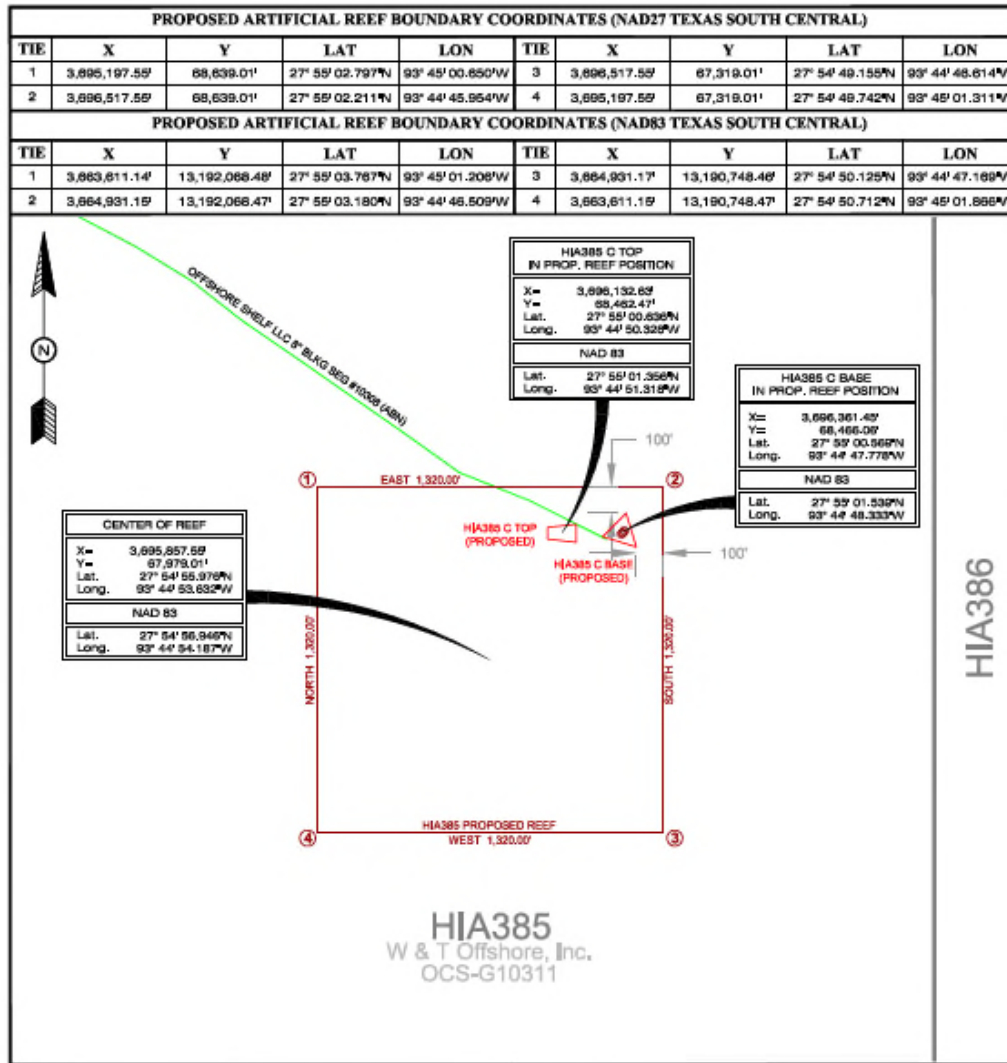 PROPOSED ARTIFICIAL REEF BOUNDARY COORDINATES (NAD27 TEXAS SOUTH CENTRAL)
TIE X Y LAT LON TIE X Y LAT LON
1 3,695,197.55' 68,639.01' 27° 55' 02.797"N 93° 45' 00.650"W 3 3,696,517.55' 67,319.01' 27° 54' 49.155"N 93° 44' 46.614"W
2 3,696,517.55' 68,639.01' 27° 55' 02.211"N 93° 44' 45.954"W 4 3,695,197.55' 67,319.01' 27° 54' 49.742"N 93° 45' 01.311"W
PROPOSED ARTIFICIAL REEF BOUNDARY COORDINATES (NAD83 TEXAS SOUTH CENTRAL)
TIE X Y LAT LON TIE X Y LAT LON
1 3,663,611.14' 13,192,068.48' 27° 55' 03.767"N 93° 45' 01.206"W 3 3,664,931.17' 13,190,748.46' 27° 54' 50.125"N 93° 44' 47.169"W
2 3,664,931.15' 13,192,068.47' 27° 55' 03.180"N 93° 44' 46.509"W 4 3,663,611.15' 13,190,748.47' 27° 54' 50.712"N 93° 45' 01.866"W
N
OFFSHORE SHELF LLC 8" BLKG SEG #10308 (ABN)
HIA385 C TOP
IN PROP. REEF POSITION
X= 3,696,132.63'
Y= 68,462.47'
Lat. 27° 55' 00.636"N
Long. 93° 44' 50.328"W
NAD 83
Lat. 27° 55' 01.356"N
Long. 93° 44' 51.318"W
HIA385 C BASE
IN PROP. REEF POSITION
X= 3,696,361.45'
Y= 68,466.06'
Lat. 27° 55' 00.569"N
Long. 93° 44' 47.778"W
NAD 83
Lat. 27° 55' 01.539"N
Long. 93° 44' 48.333"W
100'
1
EAST 1,320.00'
2
HIA385 C TOP
(PROPOSED)
HIA385 C BASE
(PROPOSED)
100'
CENTER OF REEF
X= 3,695,857.55'
Y= 67,979.01'
Lat. 27° 54' 55.976"N
Long. 93° 44' 53.632"W
NAD 83
Lat. 27° 54' 56.946"N
Long. 93° 44' 54.187"W
NORTH 1,320.00'
SOUTH 1,320.00'
HIA386
4
HIA385 PROPOSED REEF
WEST 1,320.00'
3
HIA385
W & T Offshore, Inc.
OCS-G10311